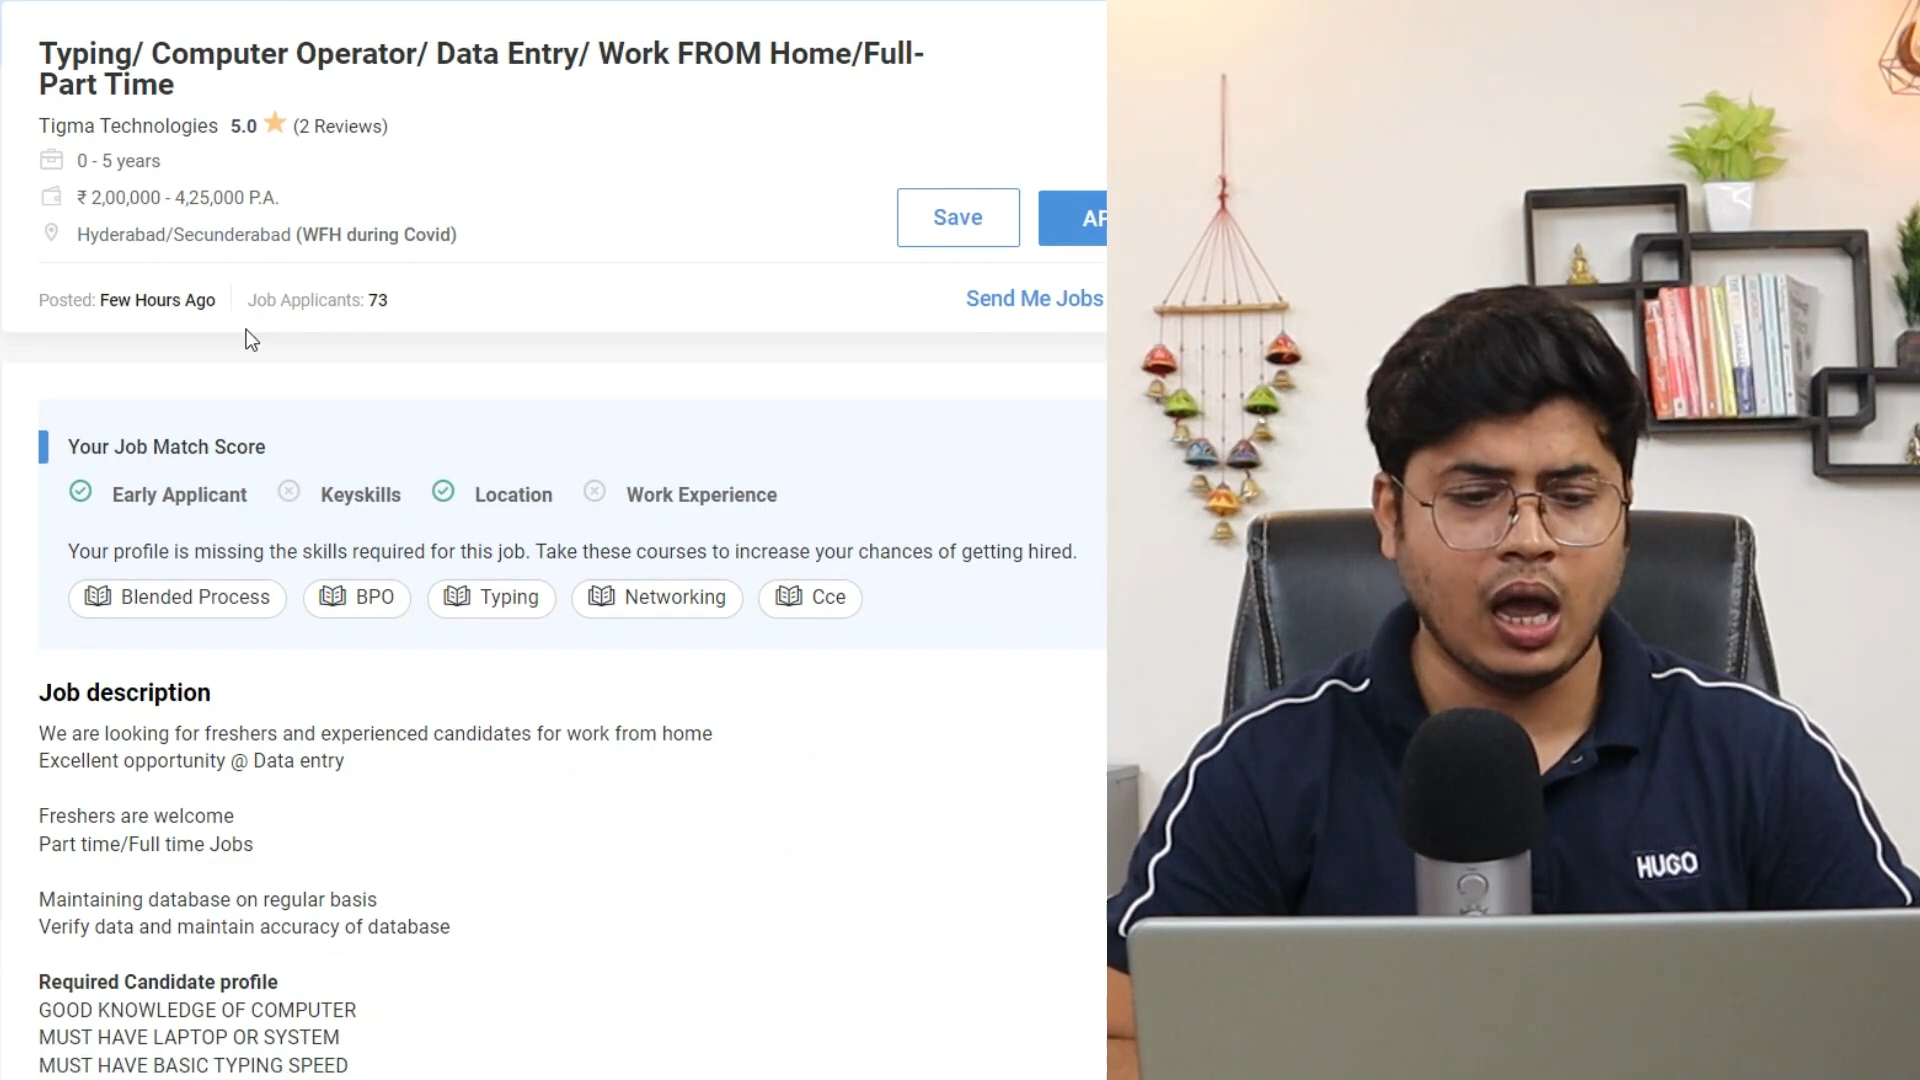 Typing/ Computer Operator/ Data Entry/ Work FROM Home/Full-
Part Time
Tigma Technologies 5.0 (2 Reviews)
0 - 5 years
₹ 2,00,000 - 4,25,000 P.A.
Hyderabad/Secunderabad (WFH during Covid)
Save
AP
Posted: Few Hours Ago
Job Applicants: 73
Send Me Jobs
Your Job Match Score
Early Applicant
Keyskills
Location
Work Experience
Your profile is missing the skills required for this job. Take these courses to increase your chances of getting hired.
Blended Process
BPO
Typing
Networking
Cce
Job description
We are looking for freshers and experienced candidates for work from home
Excellent opportunity @ Data entry
Freshers are welcome
Part time/Full time Jobs
Maintaining database on regular basis
Verify data and maintain accuracy of database
Required Candidate profile
GOOD KNOWLEDGE OF COMPUTER
MUST HAVE LAPTOP OR SYSTEM
MUST HAVE BASIC TYPING SPEED
HUGO